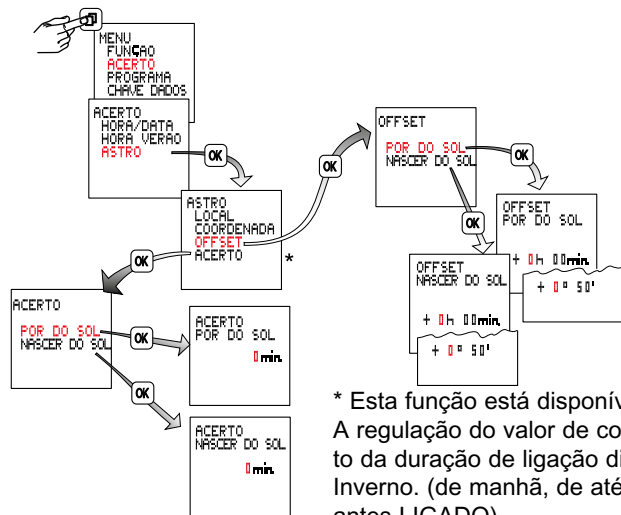 MENU
FUNÇAO
ACERTO
PROGRAMA
CHAVE DADOS
ACERTO
HORA/DATA
HORA VERAO
ASTRO
OK
ASTRO
LOCAL
COORDENADA
OFFSET
ACERTO
*
OK
OK
OFFSET
POR DO SOL
NASCER DO SOL
OK
OK
OFFSET
POR DO SOL
+ 0h 00min.
+ 0° 50'
OFFSET
NASCER DO SOL
+ 0h 00min.
+ 0° 50'
ACERTO
POR DO SOL
NASCER DO SOL
OK
OK
ACERTO
POR DO SOL
0min.
ACERTO
NASCER DO SOL
0min.
* Esta função está disponív
A regulação do valor de co
to da duração de ligação di
Inverno. (de manhã, de até
antes LIGADO)